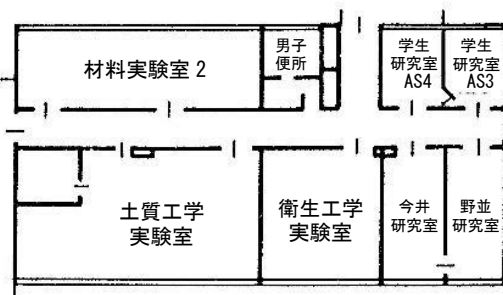 材料実験室2
男子
便所
学生
研究室
AS4
学生
研究室
AS3
土質工学
実験室
衛生工学
実験室
今井
研究室
野並
研究室